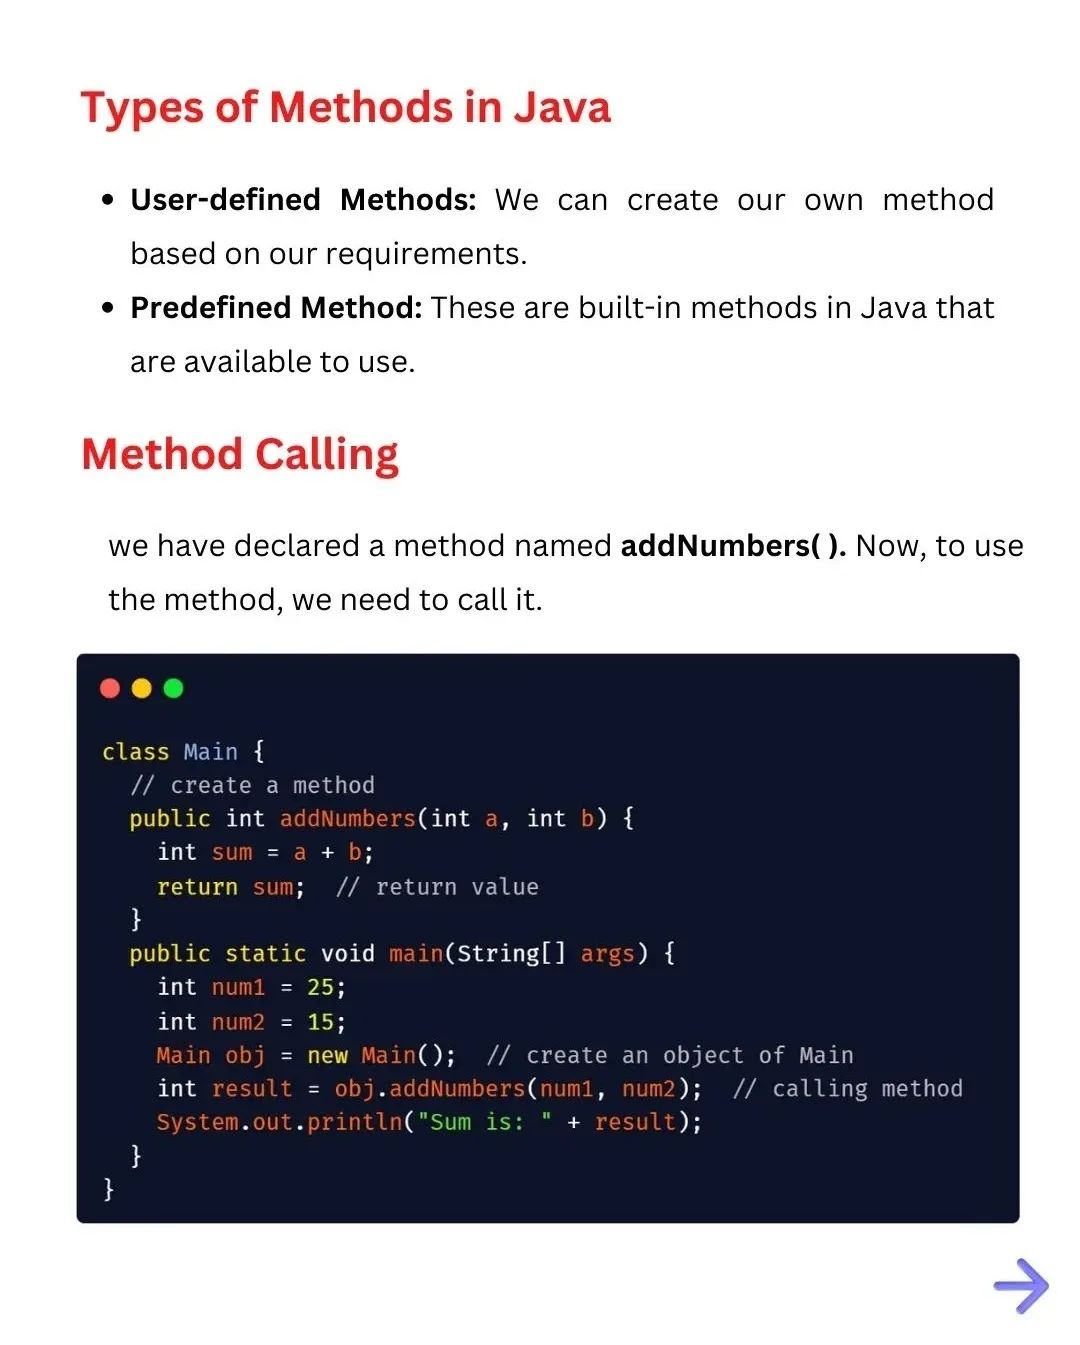 Types of Methods in Java
• User-defined Methods: We can create our own method
based on our requirements.
• Predefined Method: These are built-in methods in Java that
are available to use.
Method Calling
we have declared a method named addNumbers( ). Now, to use
the method, we need to call it.
class Main {
  // create a method
  public int addNumbers(int a, int b) {
    int sum = a + b;
    return sum;  // return value
  }
  public static void main(String[] args) {
    int num1 = 25;
    int num2 = 15;
    Main obj = new Main();  // create an object of Main
    int result = obj.addNumbers(num1, num2);  // calling method
    System.out.println("Sum is: " + result);
  }
}